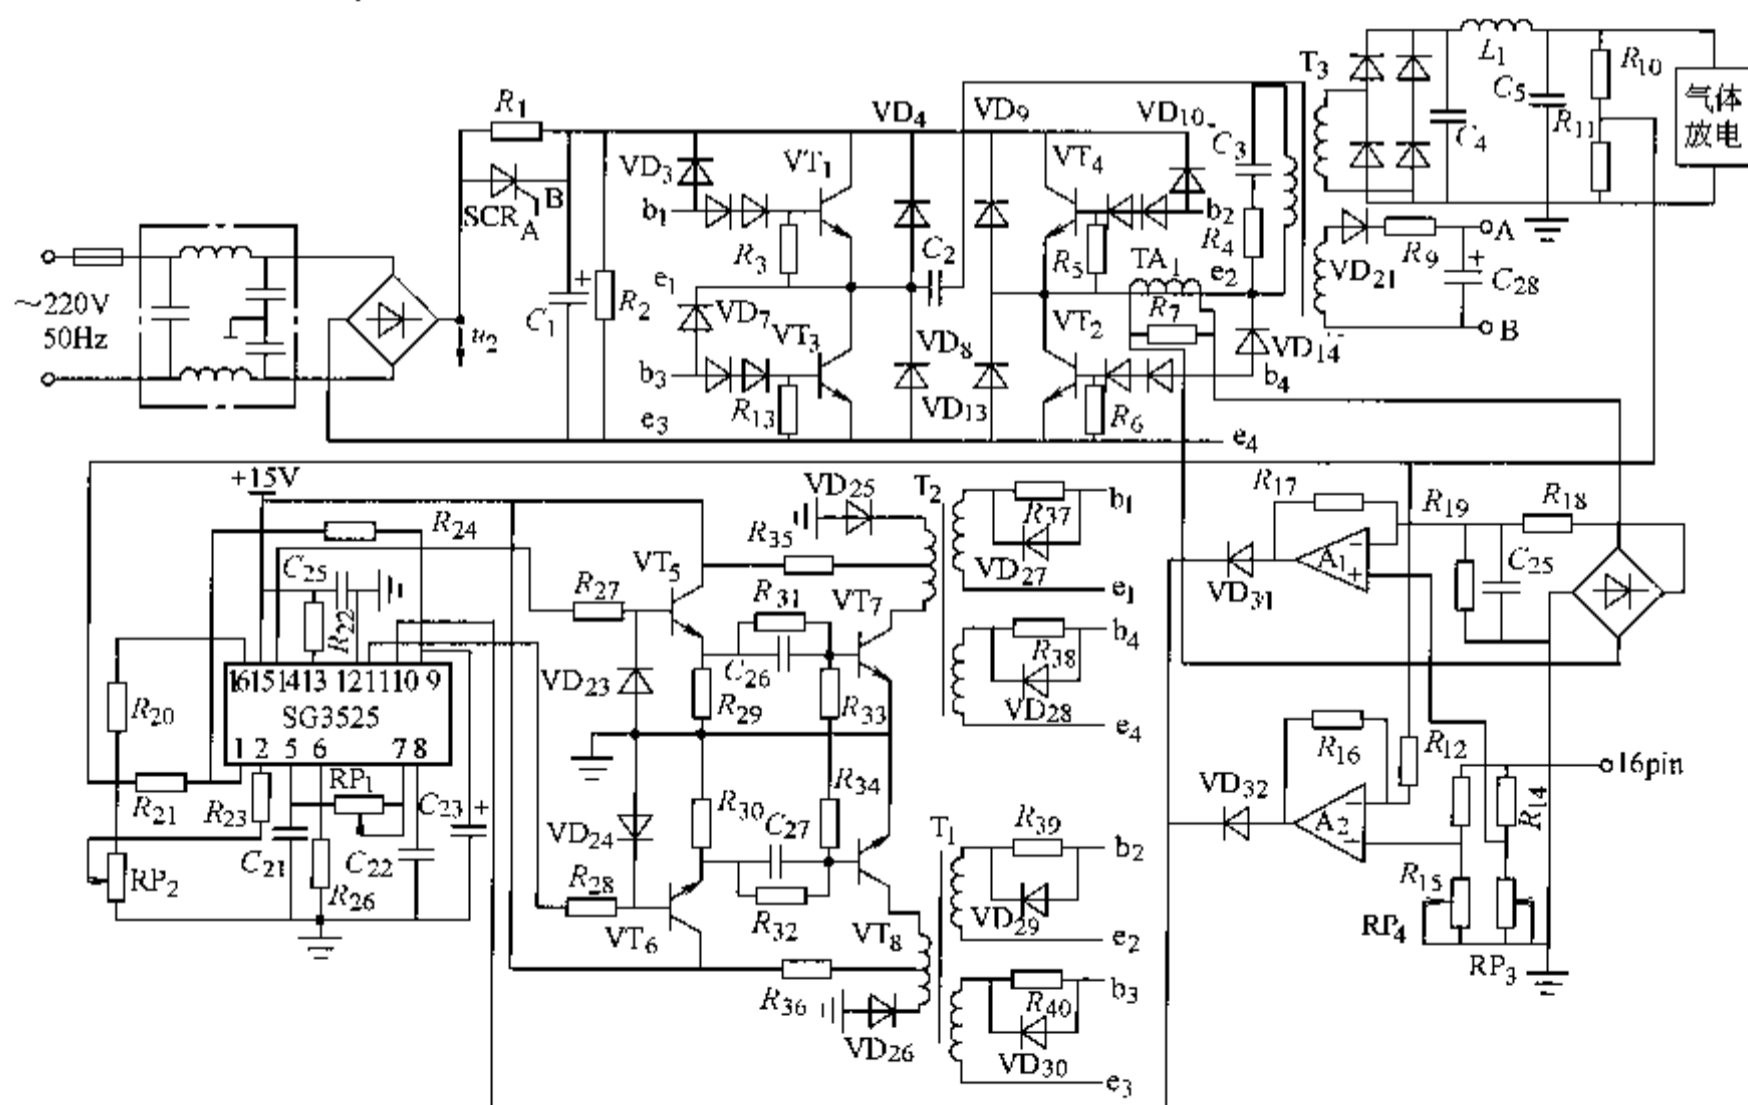 L1
R10
T3
C5
C4
R11
气体
放电
R1
VD4
VD9
VD10
VD3
VT1
VT4
C3
B
SCR
A
b1
b2
R4
A
R3
C2
R5
TA1
e2
VD21
R9
C28
~220V
50Hz
u2
e1
C1
R2
VD7
VT3
VD8
VT2
R7
VD14
B
b3
R13
VD13
R6
b4
e3
e4
+15V
VD25
T2
R37
b1
R17
R19
R18
R24
R35
VD27
e1
A1
C25
C25
VT5
R27
R31
VT7
VD31
R22
R38
b4
C26
VD23
R29
R33
VD28
e4
16 15 14 13 12 11 10 9
SG3525
1 2 5 6 7 8
R20
R16
R12
16pin
RP1
R21
R23
C23
R30
R34
VD32
R14
VD24
C27
T1
R39
b2
A2
C21
C22
RP2
R26
R28
R32
VD29
R15
RP4
VT6
VT8
e2
RP3
R36
R40
b3
VD26
VD30
e3